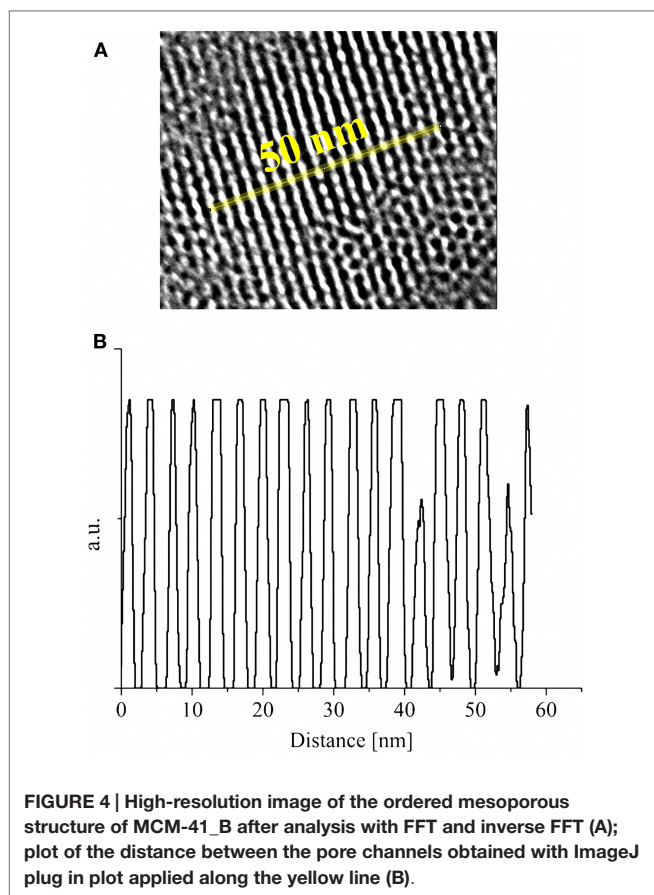 A
50 nm
B
a.u.
0 10 20 30 40 50 60
Distance [nm]
FIGURE 4 | High-resolution image of the ordered mesoporous
structure of MCM-41_B after analysis with FFT and inverse FFT (A);
plot of the distance between the pore channels obtained with ImageJ
plug in plot applied along the yellow line (B).